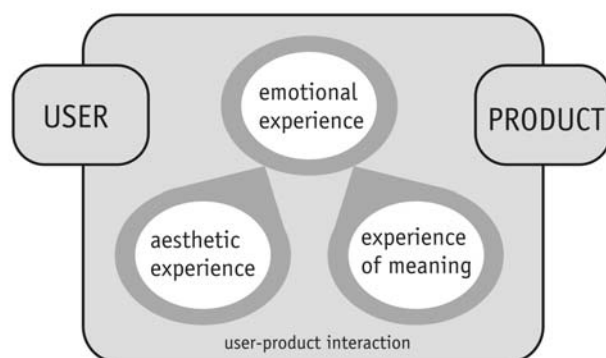 USER
emotional
experience
PRODUCT
aesthetic
experience
experience
of meaning
user-product interaction